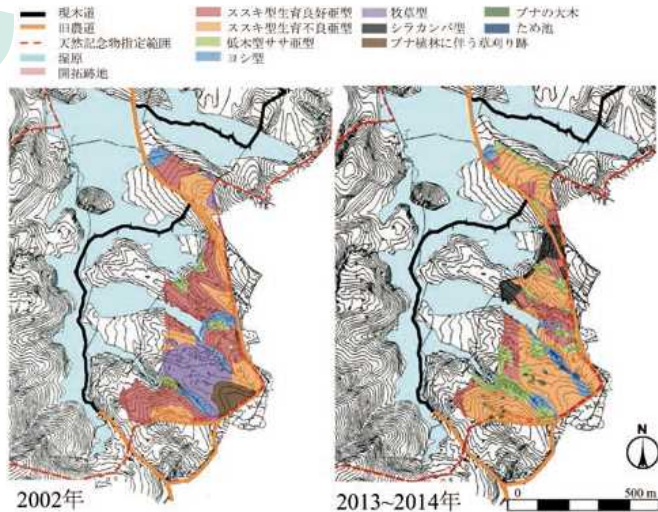 現木道
旧農道
天然記念物指定範囲
湿原
開拓跡地
ススキ型生育良好亜型
ススキ型生育不良亜型
低木型ササ亜型
ヨシ型
牧草型
シラカンバ型
ブナ植林に伴う草刈り跡
ブナの大木
ため池
N
2002年
2013~2014年
0
500 m